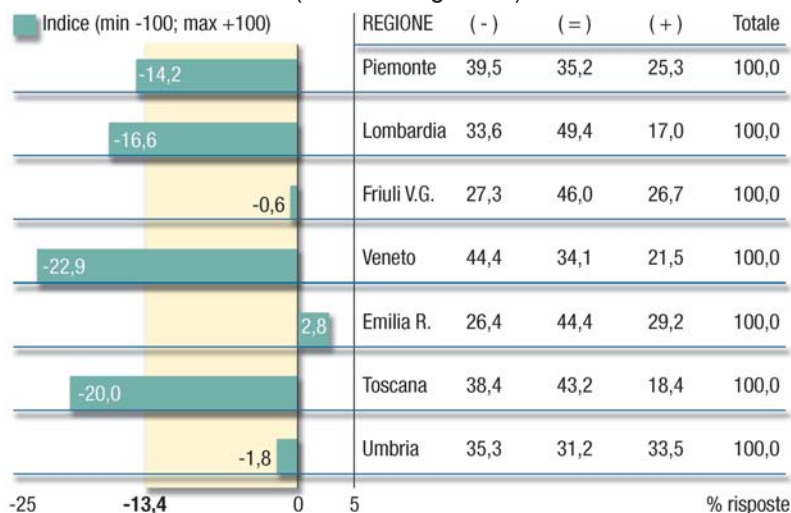 Indice (min -100; max +100) REGIONE (-) (=) (+) Totale
-14,2 Piemonte 39,5 35,2 25,3 100,0
-16,6 Lombardia 33,6 49,4 17,0 100,0
-0,6 Friuli V.G. 27,3 46,0 26,7 100,0
-22,9 Veneto 44,4 34,1 21,5 100,0
2,8 Emilia R. 26,4 44,4 29,2 100,0
-20,0 Toscana 38,4 43,2 18,4 100,0
-1,8 Umbria 35,3 31,2 33,5 100,0
-25 -13,4 0 5 % risposte